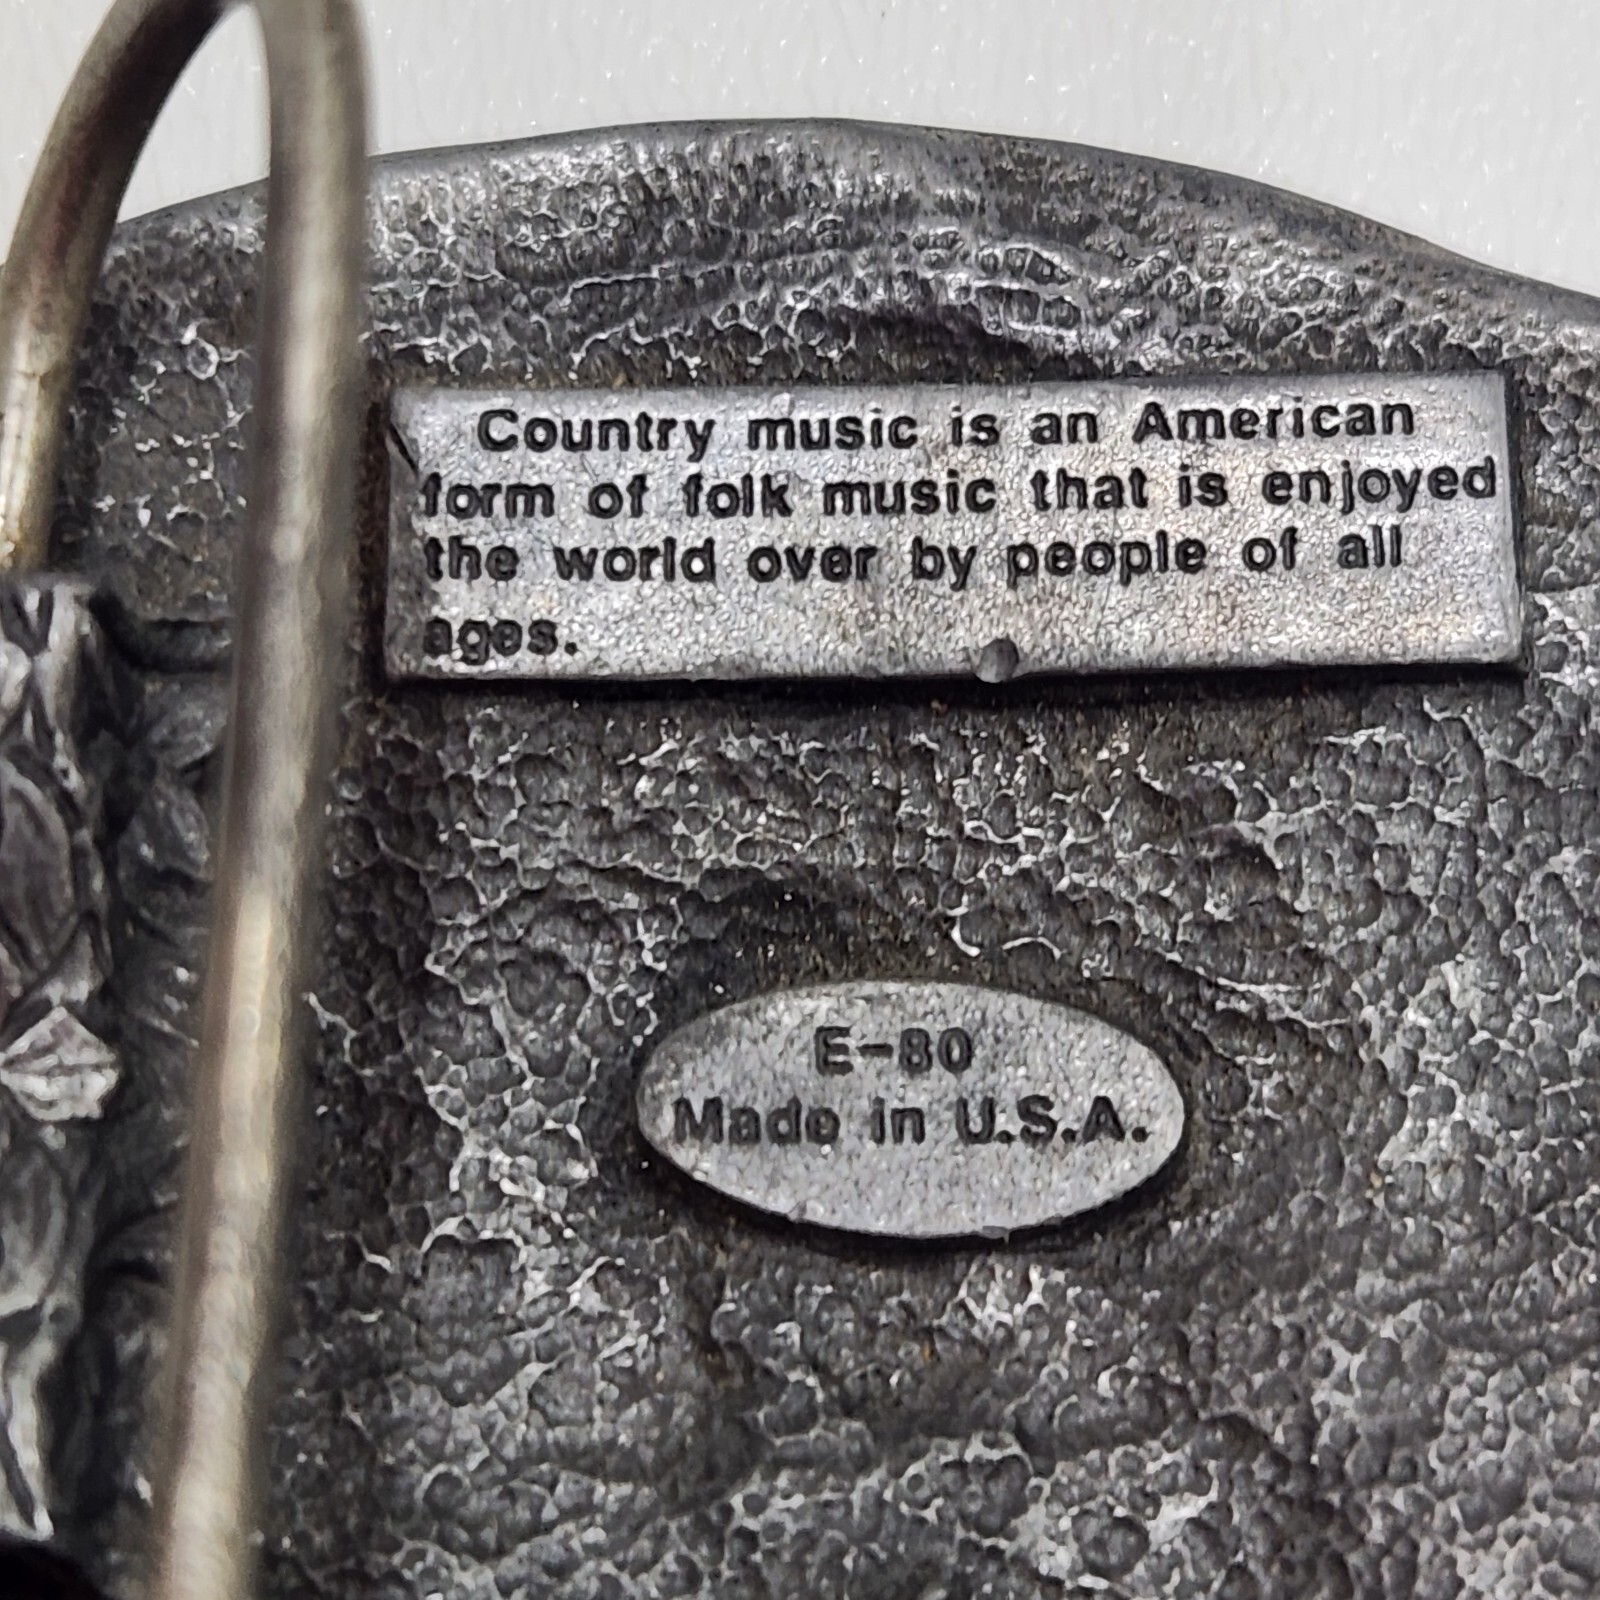 Country music is an American
form of folk music that is enjoyed
the world over by people of all
ages.
E-80
Made in U.S.A.